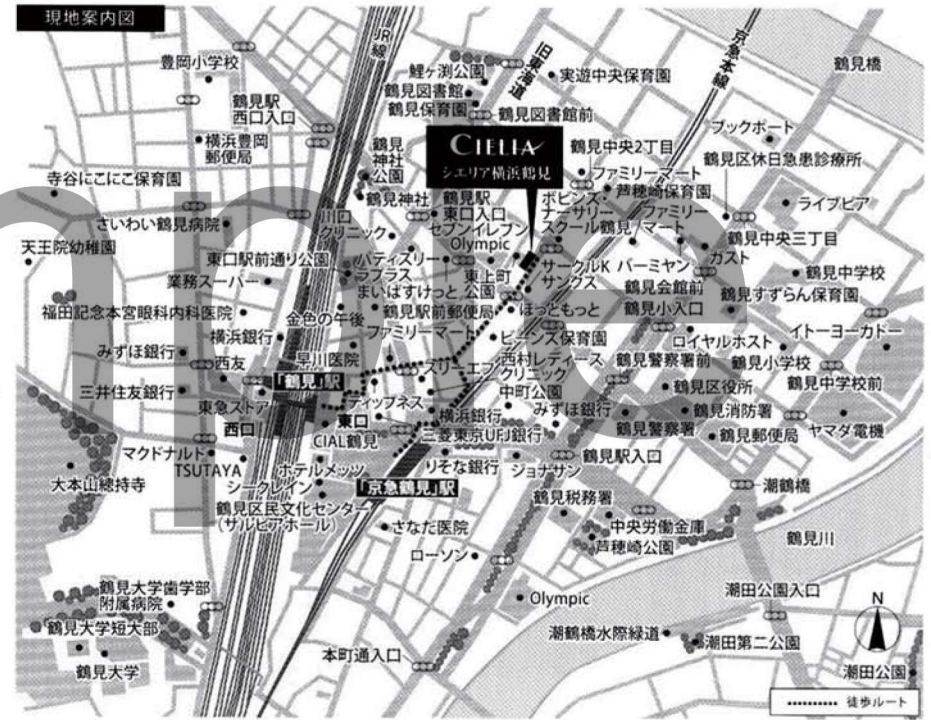 現地案内図
JR線
旧東海道
京急本線
鶴見橋
豊岡小学校
鯉ヶ渕公園
鶴見図書館
鶴見保育園
実遊中央保育園
鶴見図書館前
鶴見駅
西口入口
横浜豊岡
郵便局
鶴見
神社
公園
CIELIA
シエリア横浜鶴見
鶴見中央2丁目
ブックポート
鶴見区休日急患診療所
ファミリーマート
芦穂崎保育園
寺谷にこにこ保育園
鶴見神社
鶴見駅
東口入口
ポピンズ
ナーサリー
スクール鶴見
ファミリー
マート
ライブピア
さいわい鶴見病院
川口
クリニック
セブンイレブン
Olympic
鶴見中央三丁目
天王院幼稚園
東口駅前通り公園
パティスリー
ラプラス
東上町
公園
サークルK
サンクス
バーミヤン
ガスト
鶴見中学校
業務スーパー
まいばすけっと
鶴見会館前
鶴見すずらん保育園
福田記念本宮眼科内科医院
金色の午後
鶴見駅前郵便局
ほっともっと
鶴見小入口
イトーヨーカドー
横浜銀行
ファミリーマート
ビーンズ保育園
ロイヤルホスト
みずほ銀行
西友
早川医院
スリーエフ
西村レディース
クリニック
鶴見警察署前
鶴見小学校
「鶴見」駅
三井住友銀行
ティップネス
中町公園
鶴見区役所
鶴見中学校前
東急ストア
西口
東口
横浜銀行
みずほ銀行
鶴見消防署
CIAL鶴見
三菱東京UFJ銀行
鶴見警察署
鶴見郵便局
ヤマダ電機
マクドナルド
TSUTAYA
ホテルメッツ
りそな銀行
ジョナサン
鶴見駅入口
大本山總持寺
シークレイン
「京急鶴見」駅
潮鶴橋
鶴見区民文化センター
(サルビアホール)
さなだ医院
鶴見税務署
中央労働金庫
芦穂崎公園
鶴見川
ローソン
鶴見大学歯学部
附属病院
Olympic
潮田公園入口
鶴見大学短大部
潮鶴橋水際緑道
潮田第二公園
N
鶴見大学
本町通入口
潮田公園
徒歩ルート